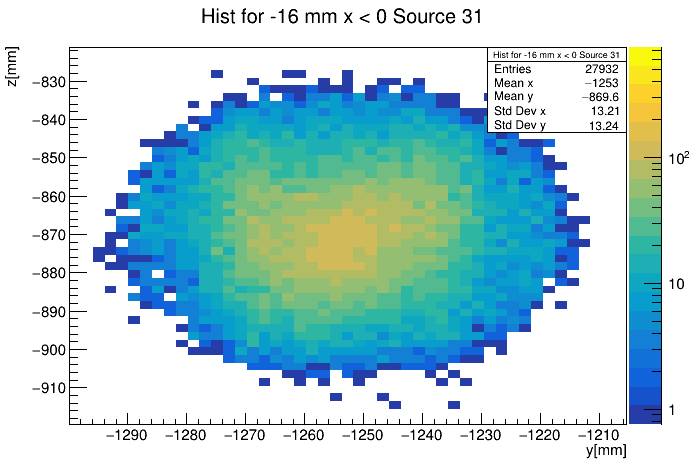 Hist for -16 mm x < 0 Source 31
z[mm]
Hist for -16 mm x < 0 Source 31
Entries 27932
Mean x −1253
Mean y −869.6
Std Dev x 13.21
Std Dev y 13.24
−830
−840
−850
−860
−870
−880
−890
−900
−910
10²
10
1
−1290 −1280 −1270 −1260 −1250 −1240 −1230 −1220 −1210
y[mm]